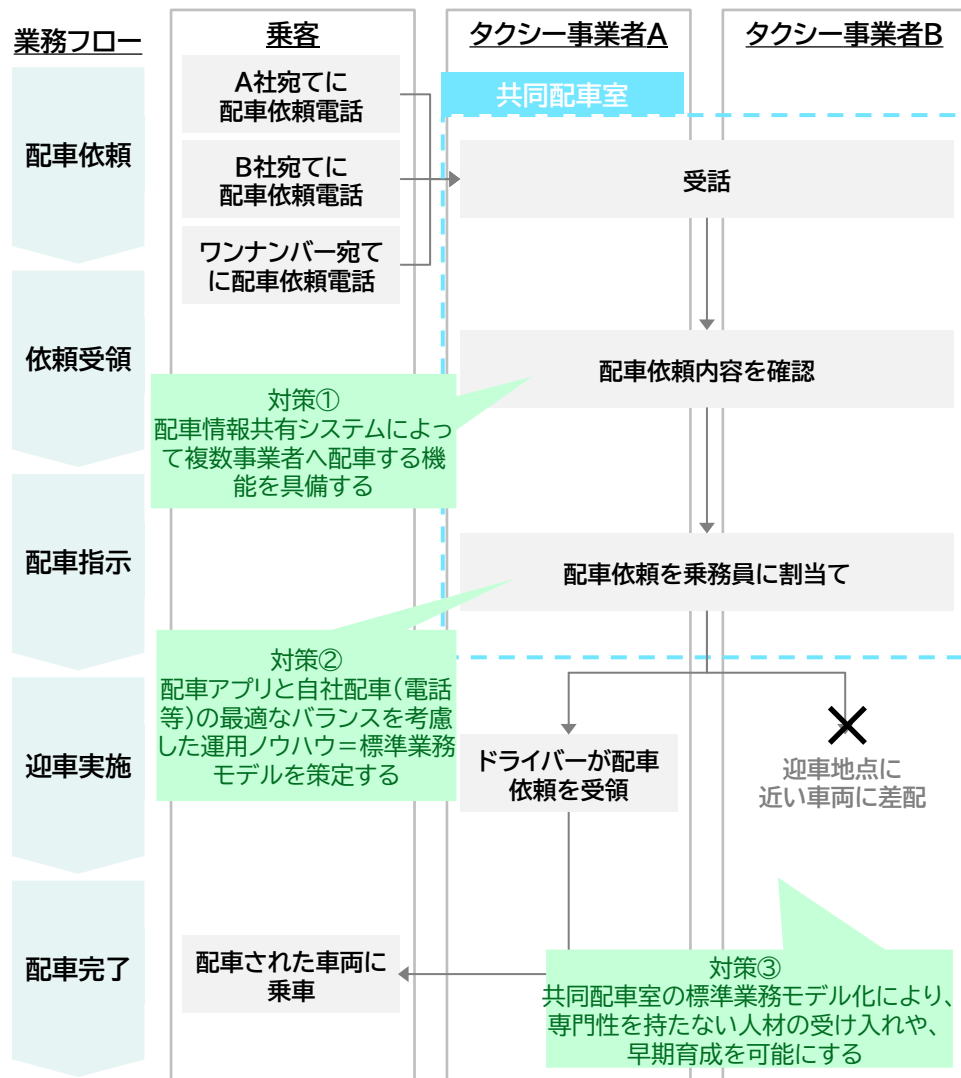 業務フロー
乗客
タクシー事業者A
タクシー事業者B
配車依頼
A社宛てに
配車依頼電話
B社宛てに
配車依頼電話
ワンナンバー宛て
に配車依頼電話
共同配車室
受話
依頼受領
配車依頼内容を確認
対策①
配車情報共有システムによっ
て複数事業者へ配車する機
能を具備する
配車指示
配車依頼を乗務員に割当て
対策②
配車アプリと自社配車（電話
等）の最適なバランスを考慮
した運用ノウハウ＝標準業務
モデルを策定する
迎車実施
ドライバーが配車
依頼を受領
迎車地点に
近い車両に差配
配車完了
配車された車両に
乗車
対策③
共同配車室の標準業務モデル化により、
専門性を持たない人材の受け入れや、
早期育成を可能にする